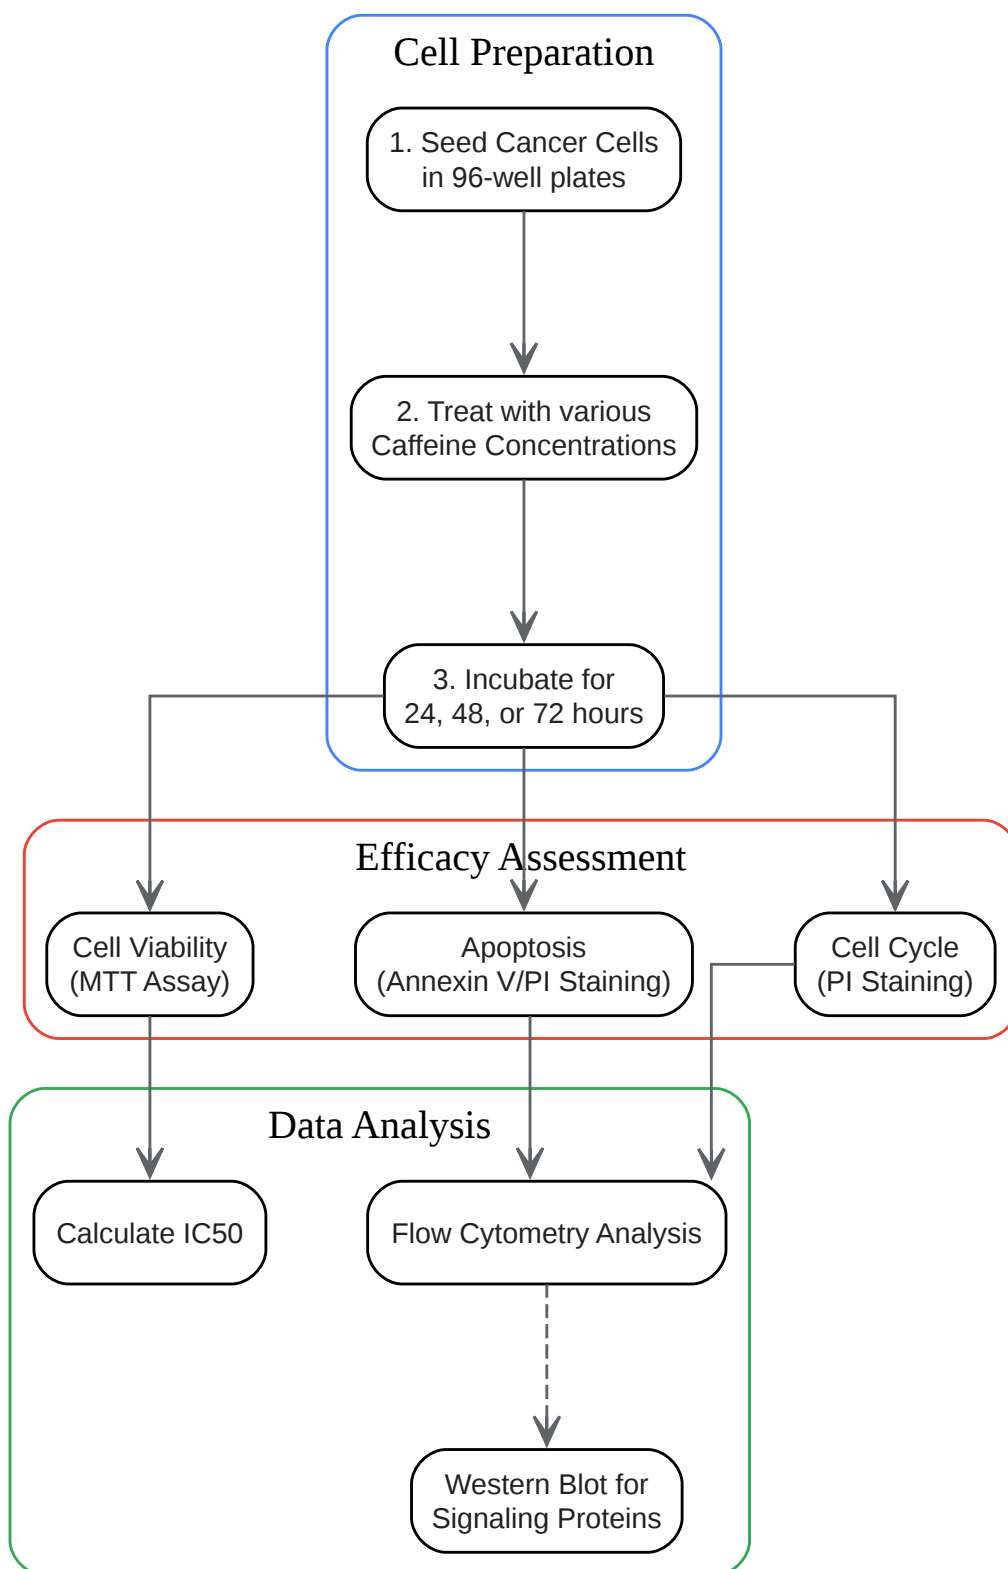 Cell Preparation
1. Seed Cancer Cells
in 96-well plates
2. Treat with various
Caffeine Concentrations
3. Incubate for
24, 48, or 72 hours
Efficacy Assessment
Cell Viability
(MTT Assay)
Apoptosis
(Annexin V/PI Staining)
Cell Cycle
(PI Staining)
Data Analysis
Calculate IC50
Flow Cytometry Analysis
Western Blot for
Signaling Proteins